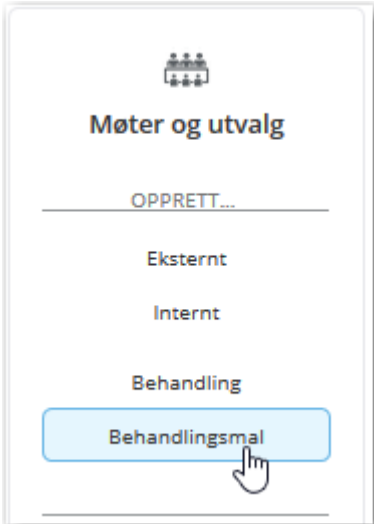 Møter og utvalg
OPPRETT...
Eksternt
Internt
Behandling
Behandlingsmal